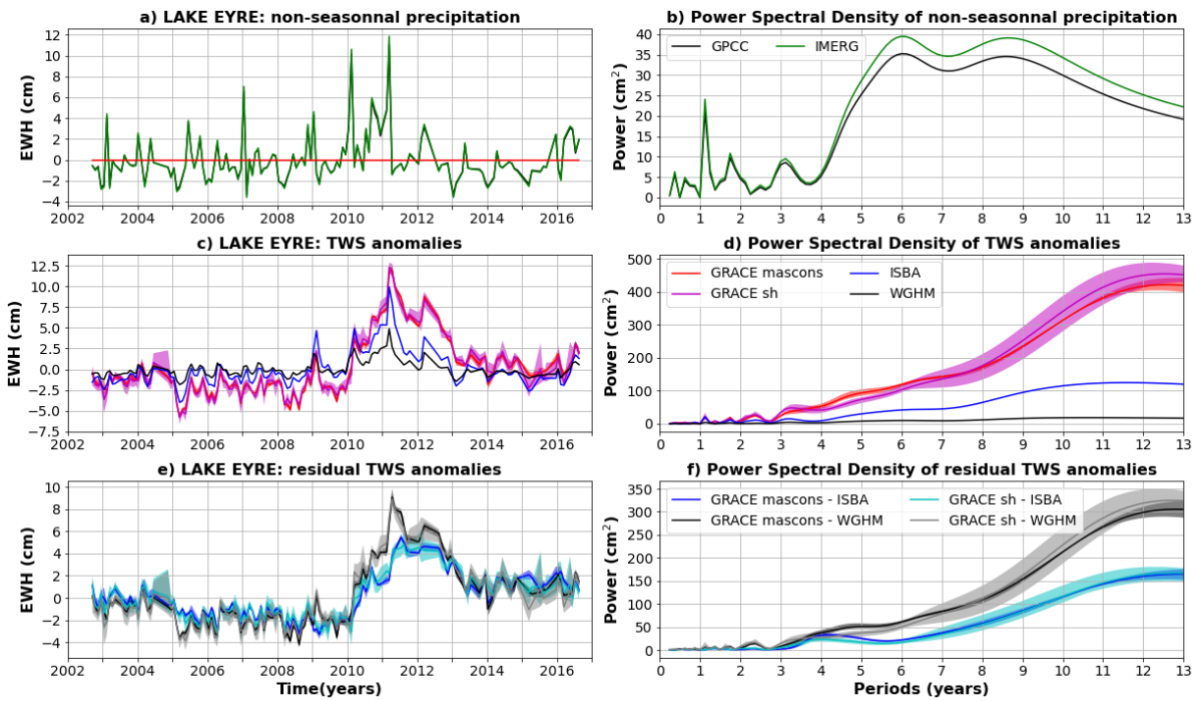 a) LAKE EYRE: non-seasonnal precipitation
EWH (cm)
12
10
8
6
4
2
0
−2
−4
2002 2004 2006 2008 2010 2012 2014 2016
b) Power Spectral Density of non-seasonnal precipitation
Power (cm²)
40
35
30
25
20
15
10
5
0
GPCC IMERG
0 1 2 3 4 5 6 7 8 9 10 11 12 13
c) LAKE EYRE: TWS anomalies
EWH (cm)
12.5
10.0
7.5
5.0
2.5
0.0
−2.5
−5.0
−7.5
2002 2004 2006 2008 2010 2012 2014 2016
d) Power Spectral Density of TWS anomalies
Power (cm²)
500
400
300
200
100
0
GRACE mascons ISBA
GRACE sh WGHM
0 1 2 3 4 5 6 7 8 9 10 11 12 13
e) LAKE EYRE: residual TWS anomalies
EWH (cm)
10
8
6
4
2
0
−2
−4
2002 2004 2006 2008 2010 2012 2014 2016
Time(years)
f) Power Spectral Density of residual TWS anomalies
Power (cm²)
350
300
250
200
150
100
50
0
GRACE mascons - ISBA GRACE sh - ISBA
GRACE mascons - WGHM GRACE sh - WGHM
0 1 2 3 4 5 6 7 8 9 10 11 12 13
Periods (years)